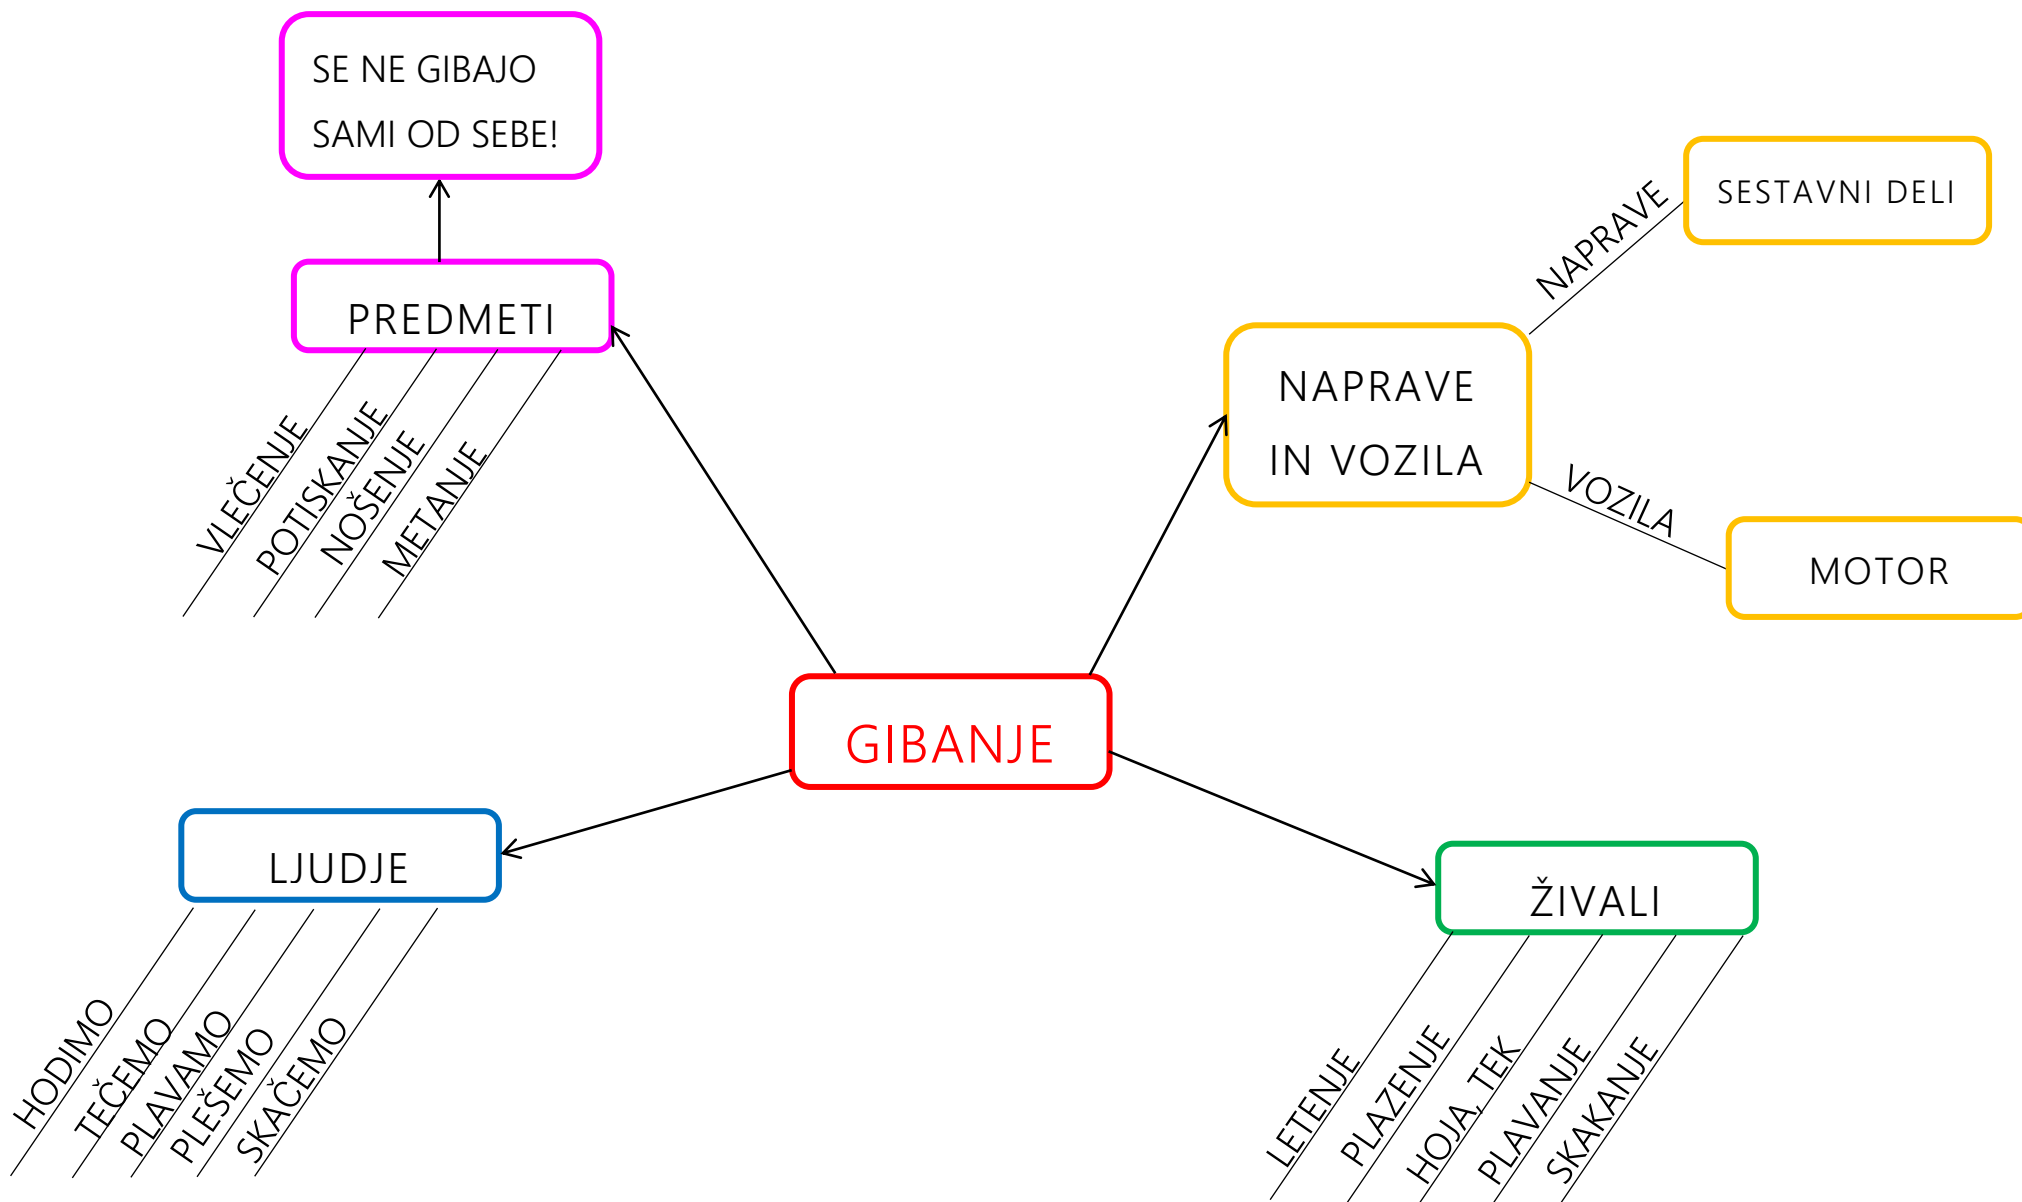 SE NE GIBAJO
SAMI OD SEBE!
PREDMETI
VLEČENJE
POTISKANJE
NOŠENJE
METANJE
NAPRAVE
IN VOZILA
NAPRAVE
SESTAVNI DELI
VOZILA
MOTOR
GIBANJE
LJUDJE
HODIMO
TEČEMO
PLAVAMO
PLEŠEMO
SKAČEMO
ŽIVALI
LETENJE
PLAZENJE
HOJA, TEK
PLAVANJE
SKAKANJE